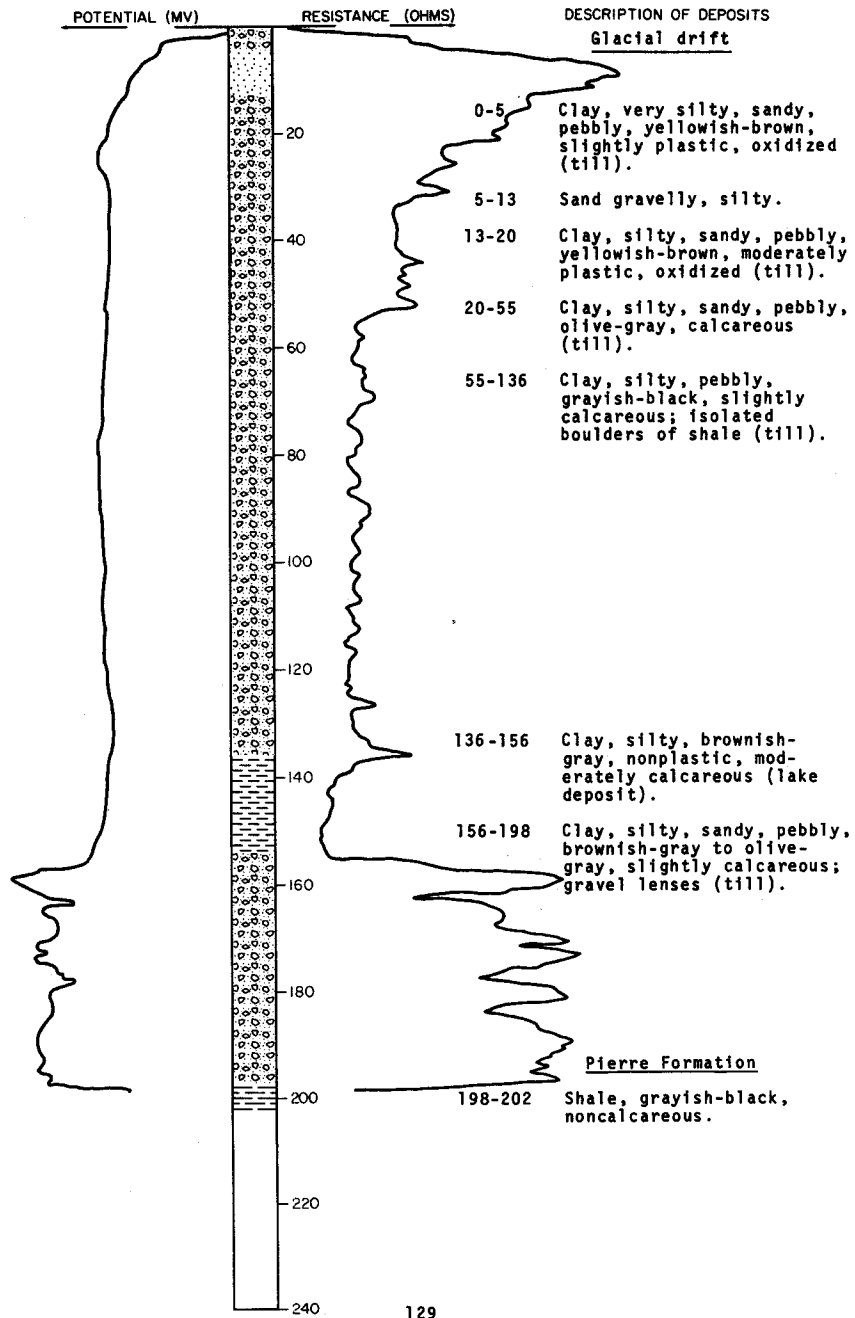 POTENTIAL (MV) RESISTANCE (OHMS) DESCRIPTION OF DEPOSITS
Glacial drift
0-5 Clay, very silty, sandy,
pebbly, yellowish-brown,
slightly plastic, oxidized
(till).
20
5-13 Sand gravelly, silty.
13-20 Clay, silty, sandy, pebbly,
yellowish-brown, moderately
plastic, oxidized (till).
40
20-55 Clay, silty, sandy, pebbly,
olive-gray, calcareous
(till).
60
55-136 Clay, silty, pebbly,
grayish-black, slightly
calcareous; isolated
boulders of shale (till).
80
100
120
136-156 Clay, silty, brownish-
gray, nonplastic, mod-
erately calcareous (lake
deposit).
140
156-198 Clay, silty, sandy, pebbly,
brownish-gray to olive-
gray, slightly calcareous;
gravel lenses (till).
160
180
Pierre Formation
200
198-202 Shale, grayish-black,
noncalcareous.
220
240
129